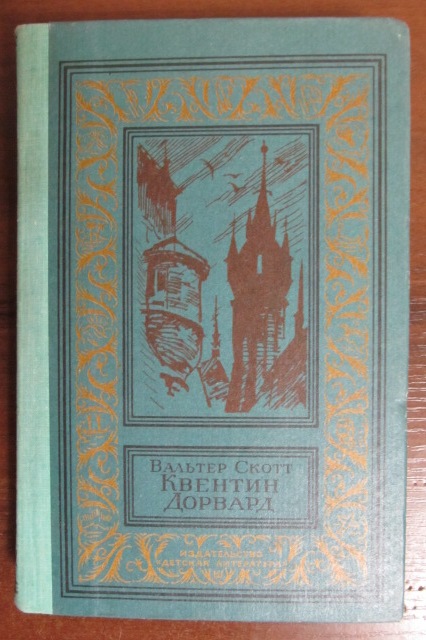 Вальтер Скотт
Квентин
Дорвард
ИЗДАТЕЛЬСТВО
«ДЕТСКАЯ ЛИТЕРАТУРА»